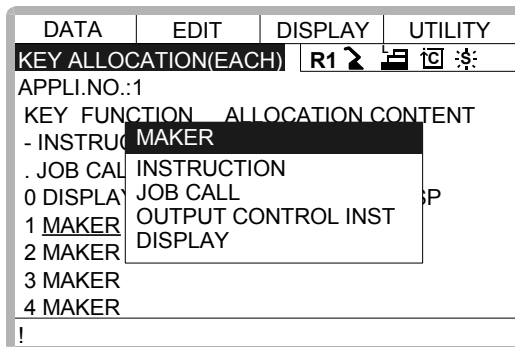 DATA EDIT DISPLAY UTILITY
KEY ALLOCATION(EACH) R1 L C S
APPLI.NO.:1
KEY FUNCTION ALLOCATION CONTENT
- INSTRUC
MAKER
. JOB CAL
INSTRUCTION
JOB CALL
0 DISPLAY SP
OUTPUT CONTROL INST
1 MAKER
DISPLAY
2 MAKER
3 MAKER
4 MAKER
!